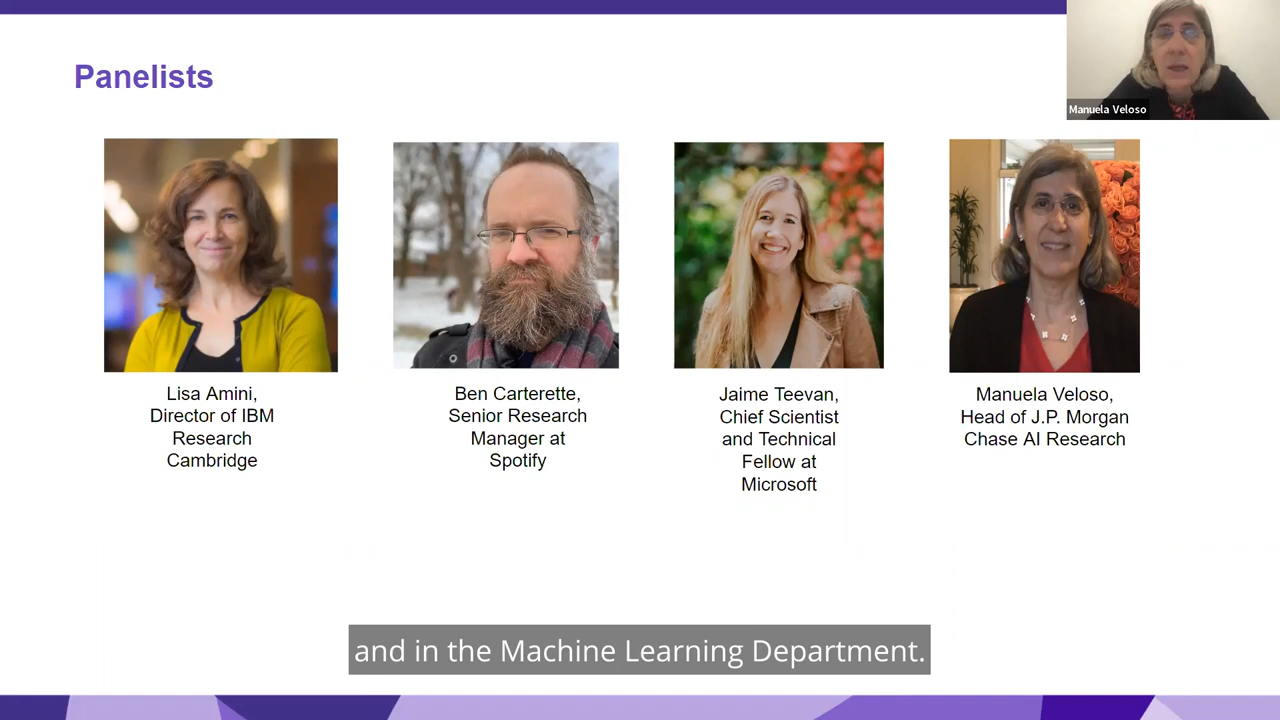 Panelists
Manuela Veloso
Lisa Amini,
Director of IBM
Research
Cambridge
Ben Carterette,
Senior Research
Manager at
Spotify
Jaime Teevan,
Chief Scientist
and Technical
Fellow at
Microsoft
Manuela Veloso,
Head of J.P. Morgan
Chase AI Research
and in the Machine Learning Department.